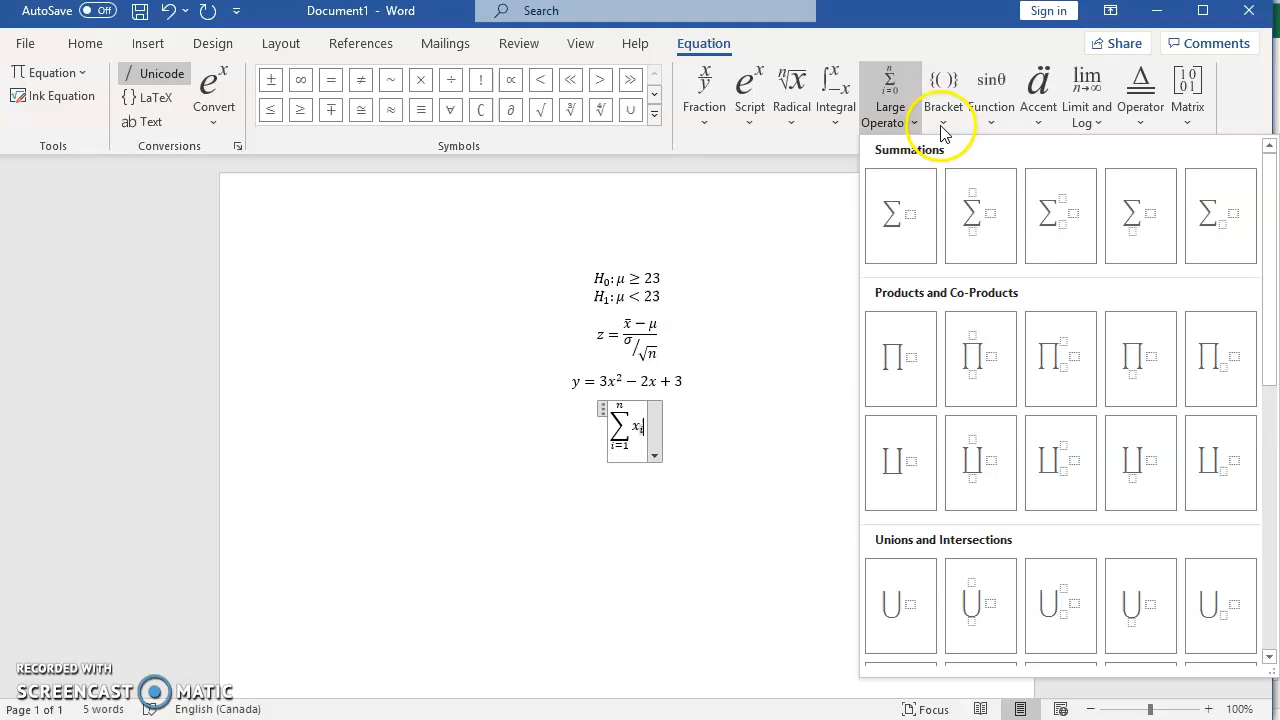 AutoSave Off Document1 - Word Search Sign in
File Home Insert Design Layout References Mailings Review View Help Equation Share Comments
Equation
Ink Equation
Tools
Unicode
LaTeX
ab Text
Convert
Conversions
± ∞ = ≠ ~ × ÷ ! ∝ < ≪ > ≫
≤ ≥ ∓ ≅ ≈ ≡ ∀ ∁ ∂ √ ∛ ∜ ∪
Symbols
Fraction
Script
Radical
Integral
Large Operato
Bracket
Function
Accent
Limit and Log
Operator
Matrix
Summations
Products and Co-Products
Unions and Intersections
H₀: μ ≥ 23
H₁: μ < 23
z = (x̄ − μ)/(σ/√n)
y = 3x² − 2x + 3
n
∑ xᵢ
i=1
RECORDED WITH
SCREENCAST MATIC
Page 1 of 1 5 words English (Canada) Focus 100%